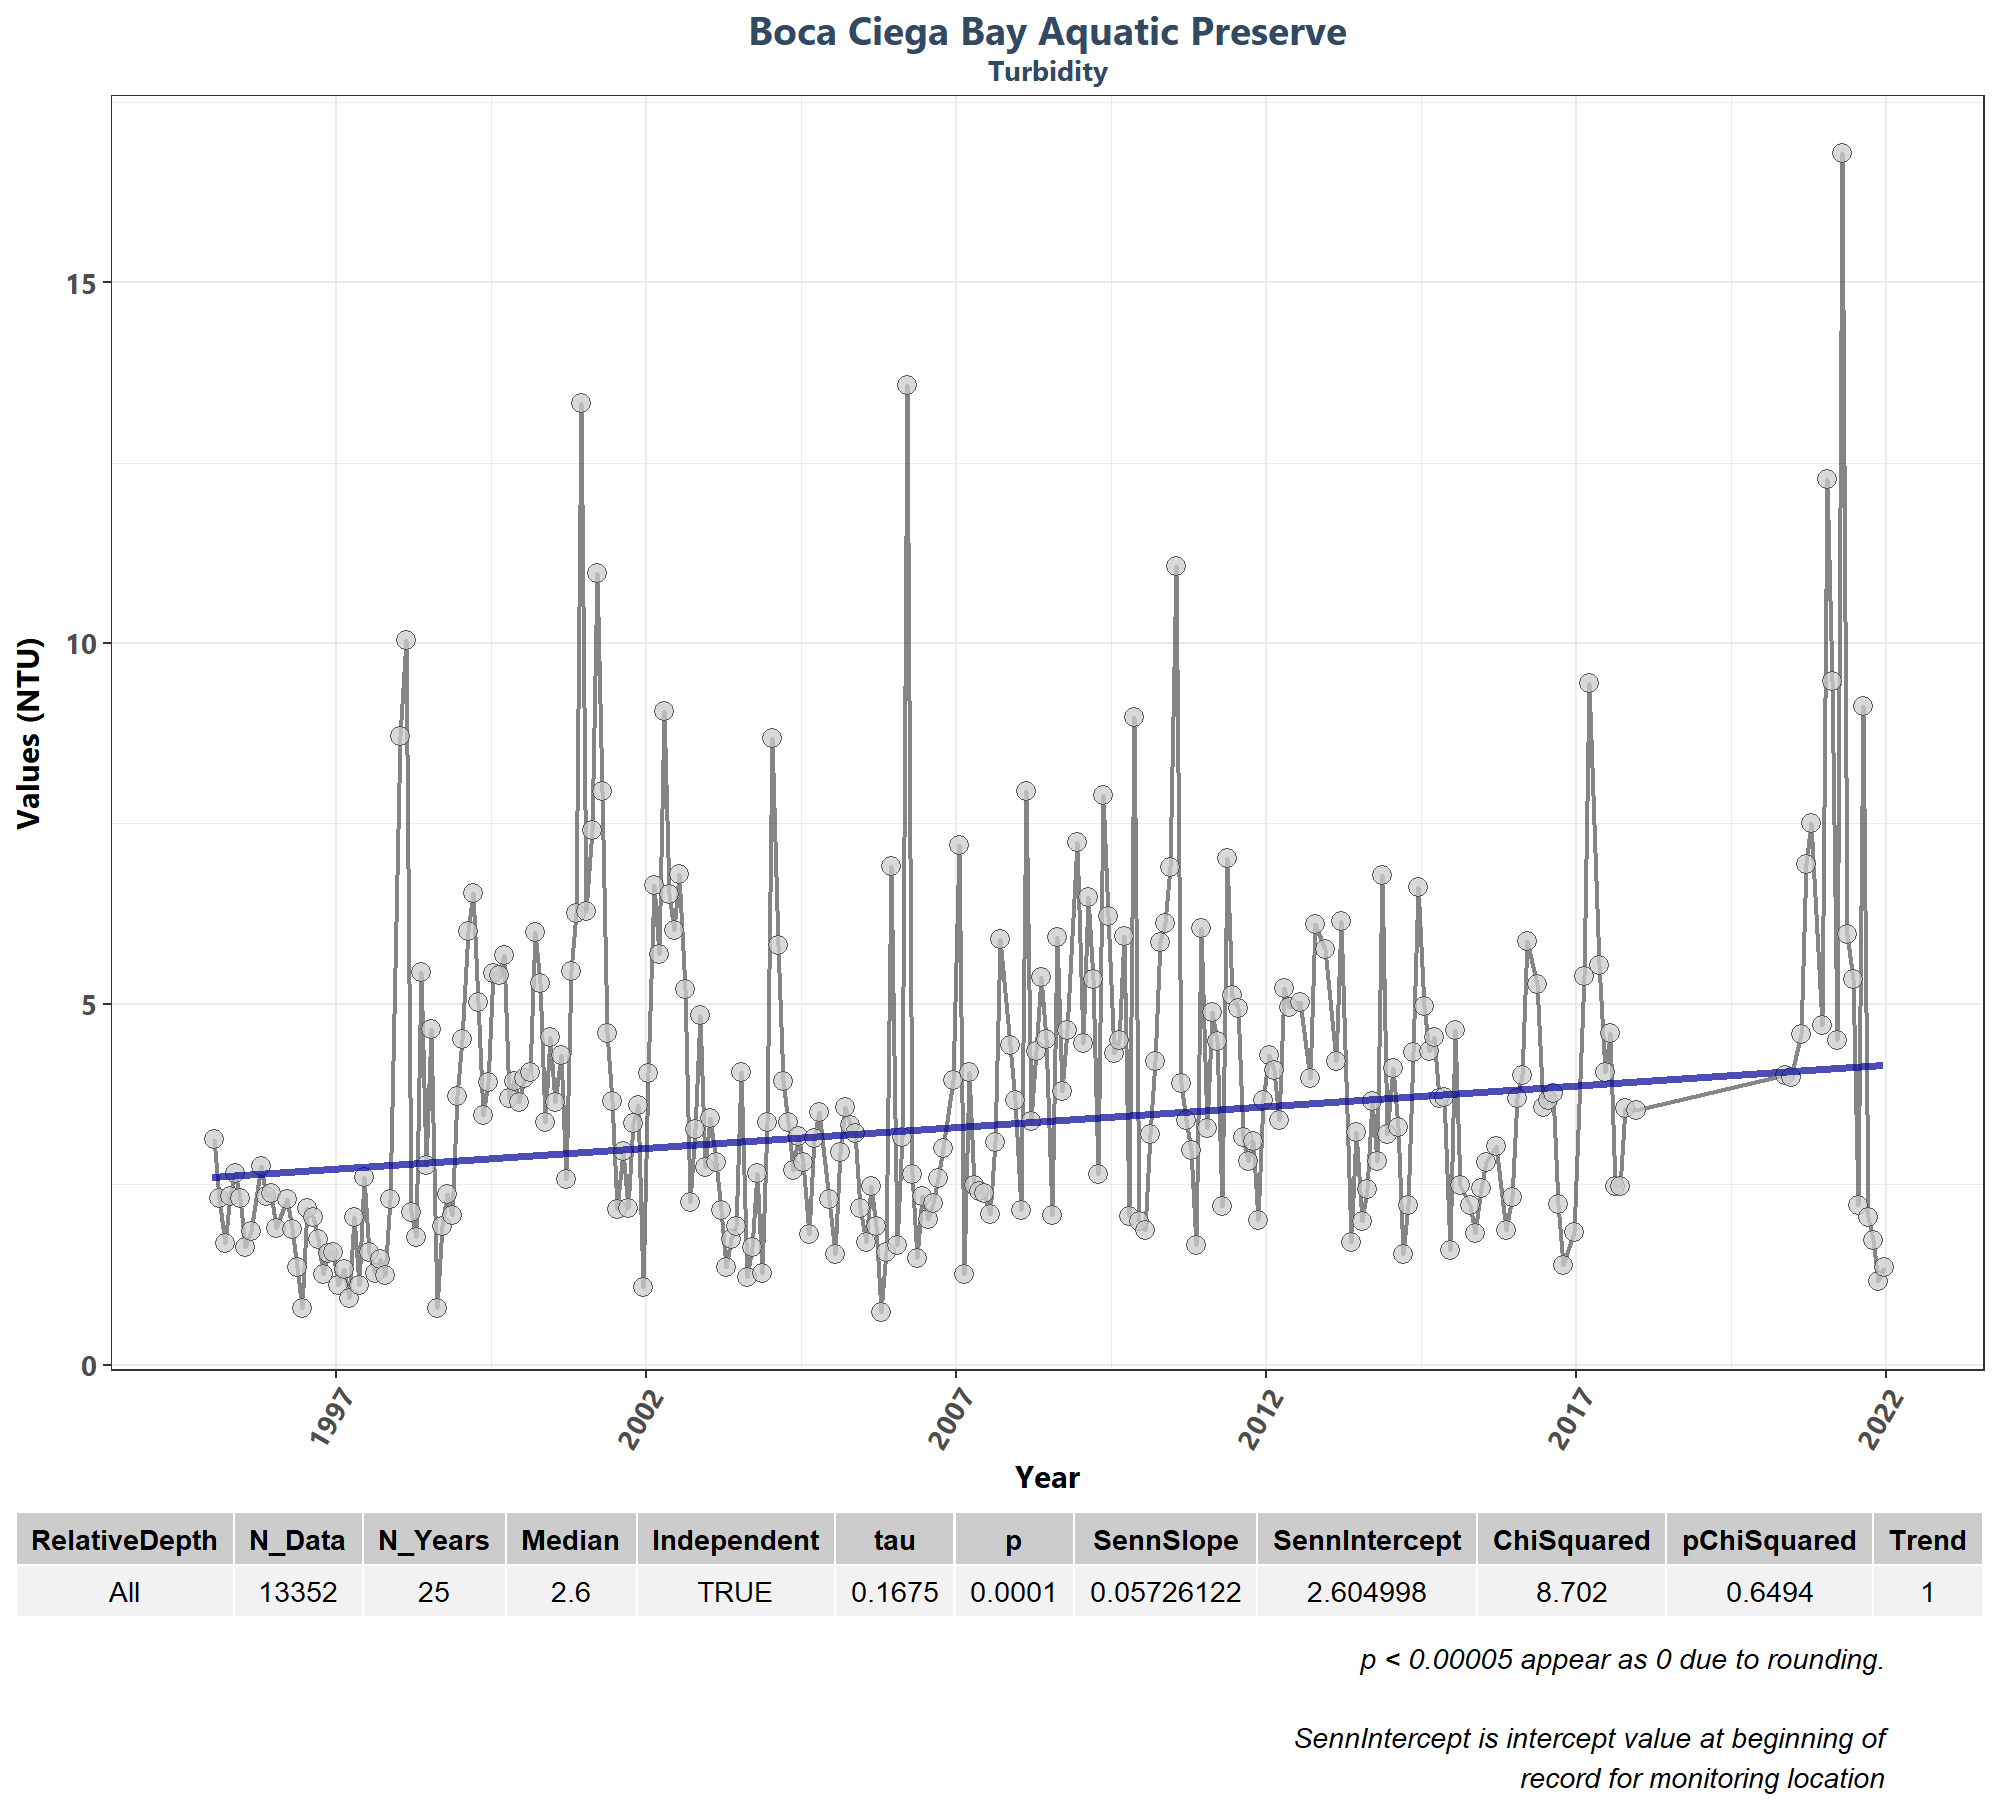 Boca Ciega Bay Aquatic Preserve
Turbidity
Values (NTU)
15
10
5
0
1997 2002 2007 2012 2017 2022
Year
RelativeDepth N_Data N_Years Median Independent tau p SennSlope SennIntercept ChiSquared pChiSquared Trend
All 13352 25 2.6 TRUE 0.1675 0.0001 0.05726122 2.604998 8.702 0.6494 1
p < 0.00005 appear as 0 due to rounding.
SennIntercept is intercept value at beginning of
record for monitoring location